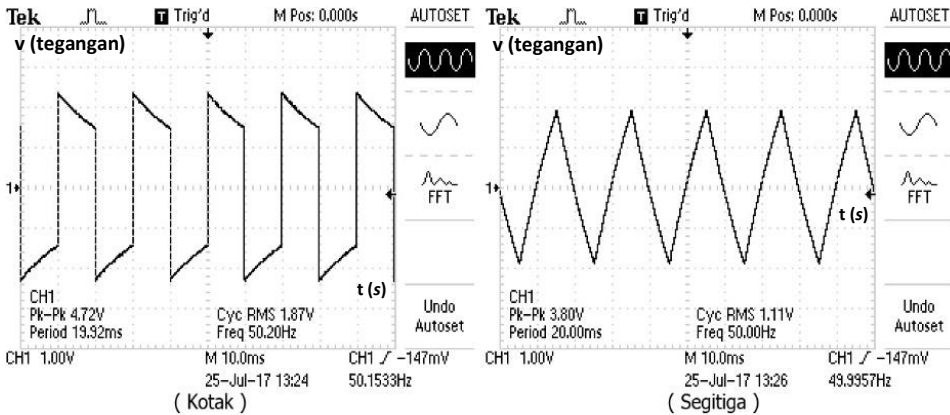 Tek T Trig'd M Pos: 0.000s AUTOSET
v (tegangan)
1
FFT
t (s)
CH1
Pk-Pk 4.72V
Period 19.92ms
Cyc RMS 1.87V
Freq 50.20Hz
Undo
Autoset
CH1 1.00V M 10.0ms CH1 -147mV
25-Jul-17 13:24 50.1533Hz
( Kotak )
Tek T Trig'd M Pos: 0.000s AUTOSET
v (tegangan)
1
FFT
t (s)
CH1
Pk-Pk 3.80V
Period 20.00ms
Cyc RMS 1.11V
Freq 50.00Hz
Undo
Autoset
CH1 1.00V M 10.0ms CH1 -147mV
25-Jul-17 13:26 49.9957Hz
( Segitiga )